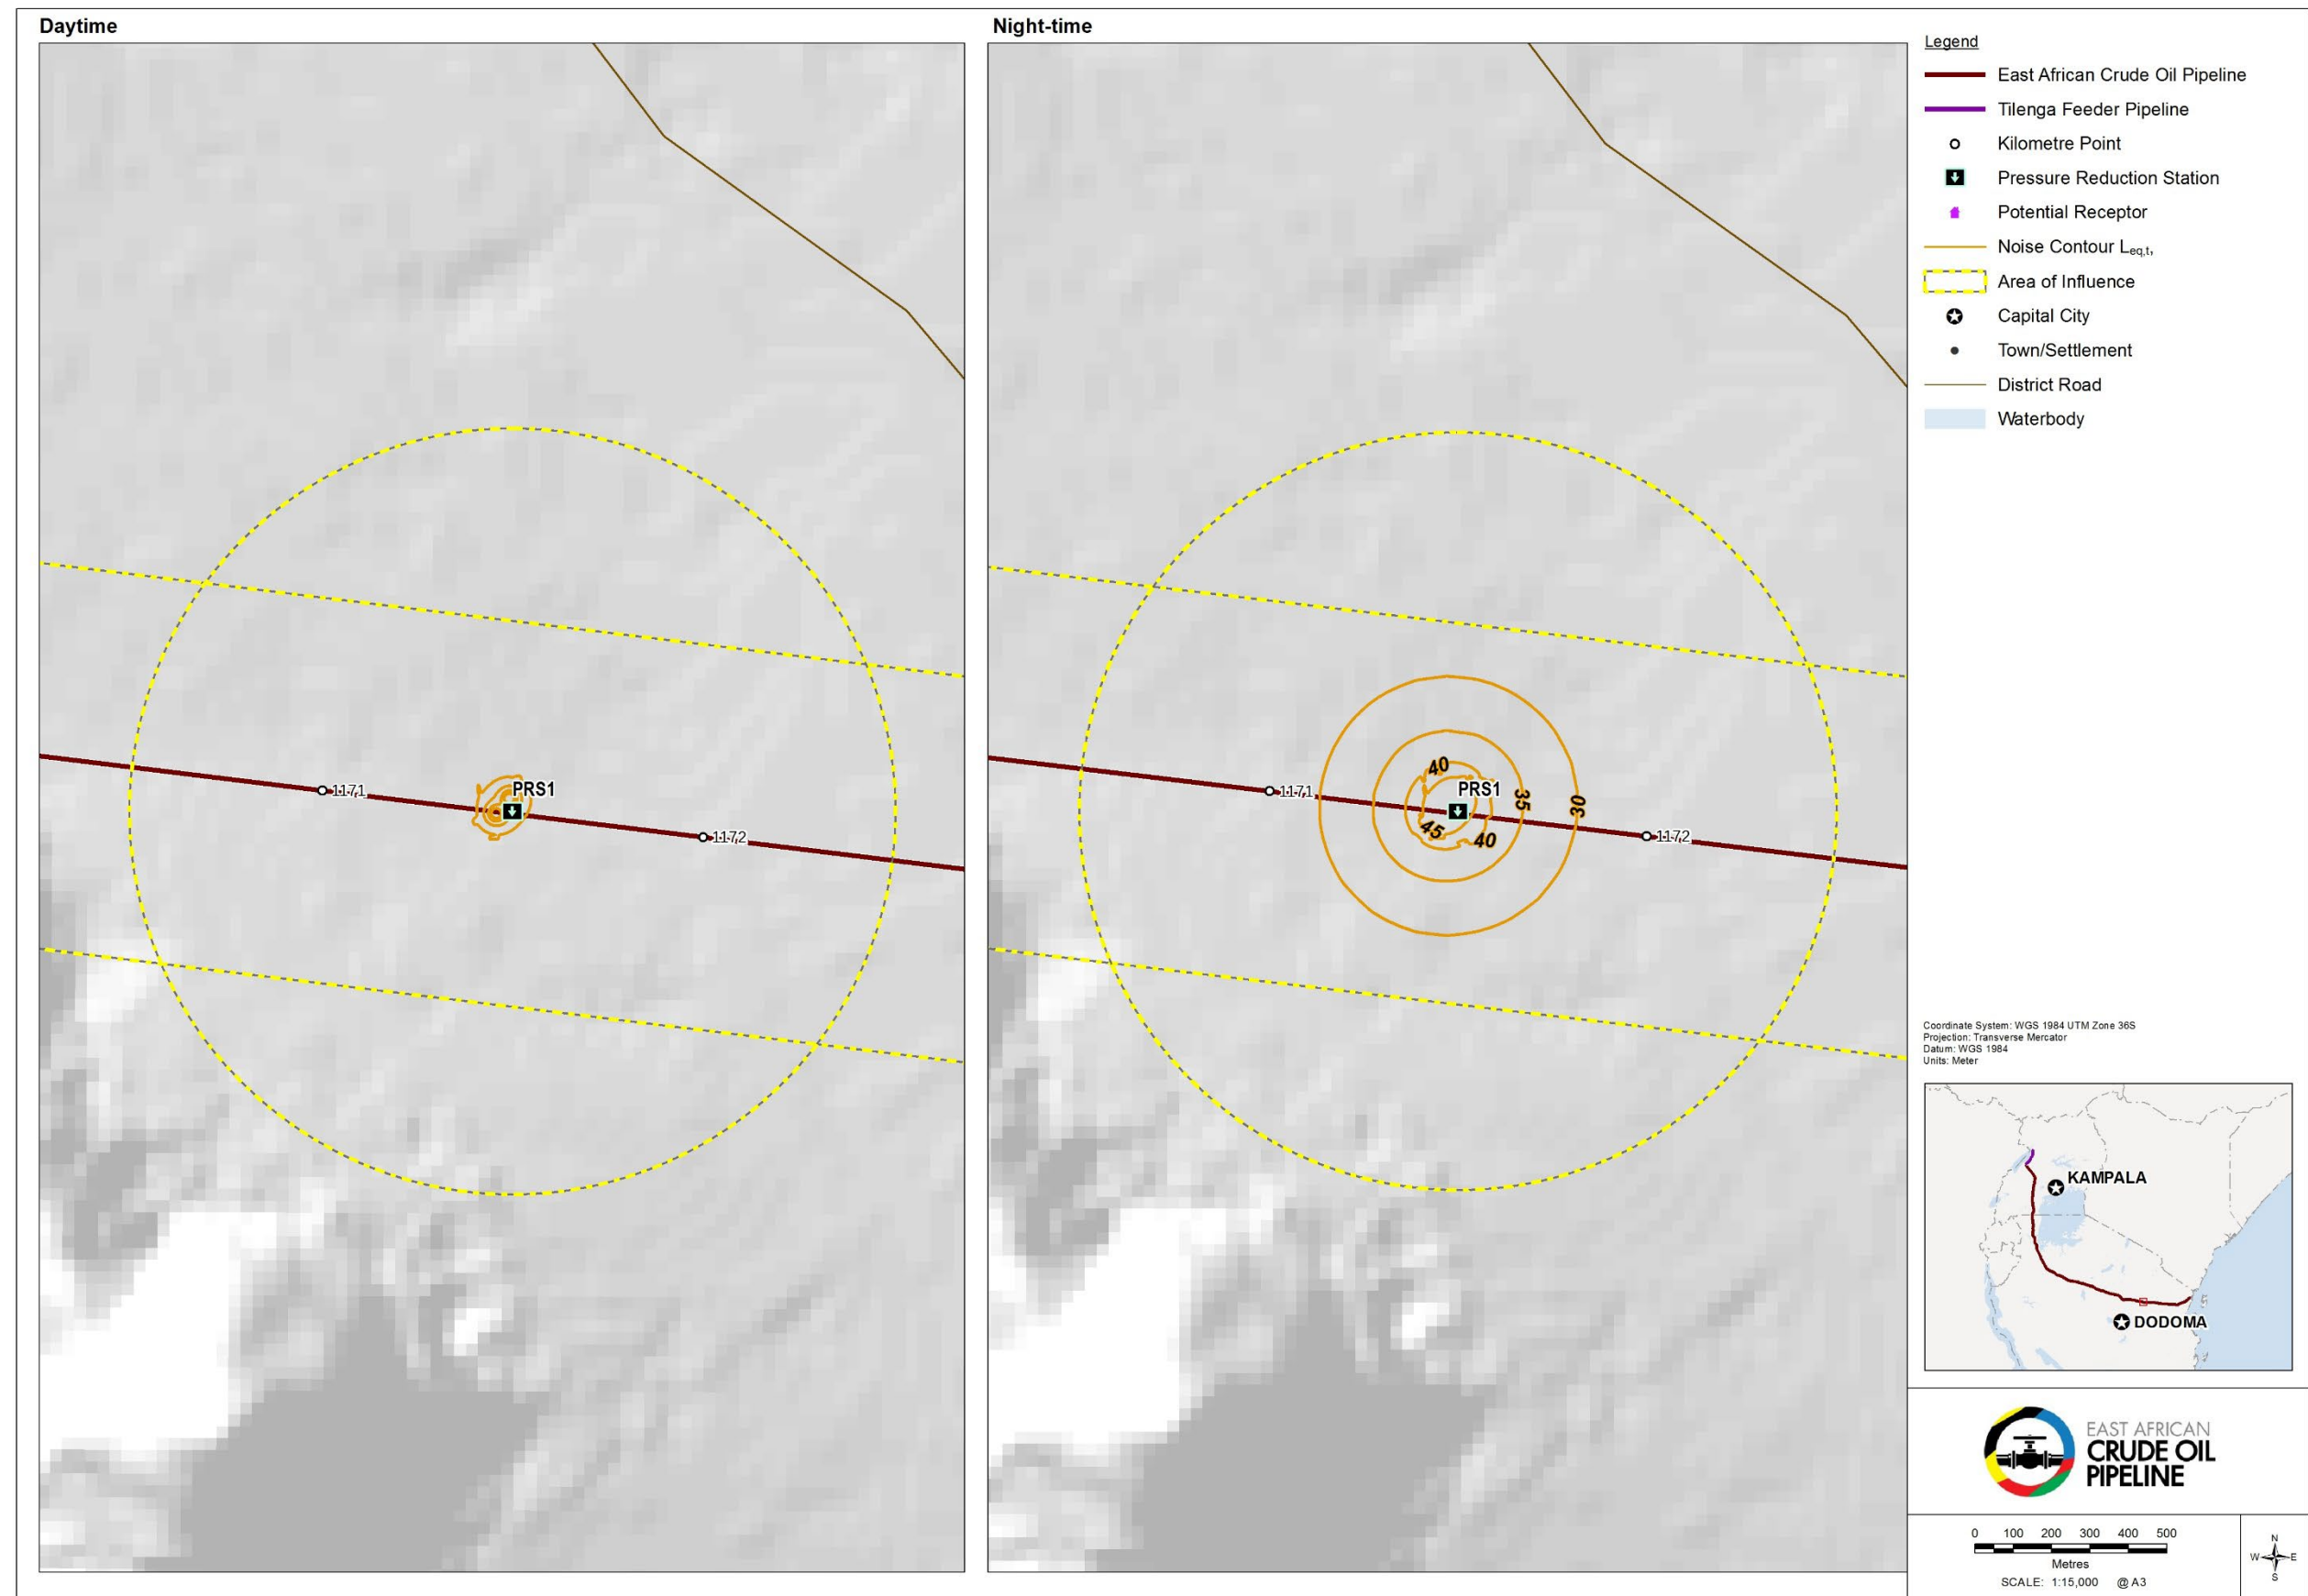 Daytime
Night-time
1171
PRS1
1172
40
1171
PRS1
35
30
45
40
1172
Legend
East African Crude Oil Pipeline
Tilenga Feeder Pipeline
Kilometre Point
Pressure Reduction Station
Potential Receptor
Noise Contour Leq,t,
Area of Influence
Capital City
Town/Settlement
District Road
Waterbody
Coordinate System: WGS 1984 UTM Zone 36S
Projection: Transverse Mercator
Datum: WGS 1984
Units: Meter
KAMPALA
DODOMA
EAST AFRICAN
CRUDE OIL
PIPELINE
0 100 200 300 400 500
Metres
SCALE: 1:15,000 @ A3
N
W E
S